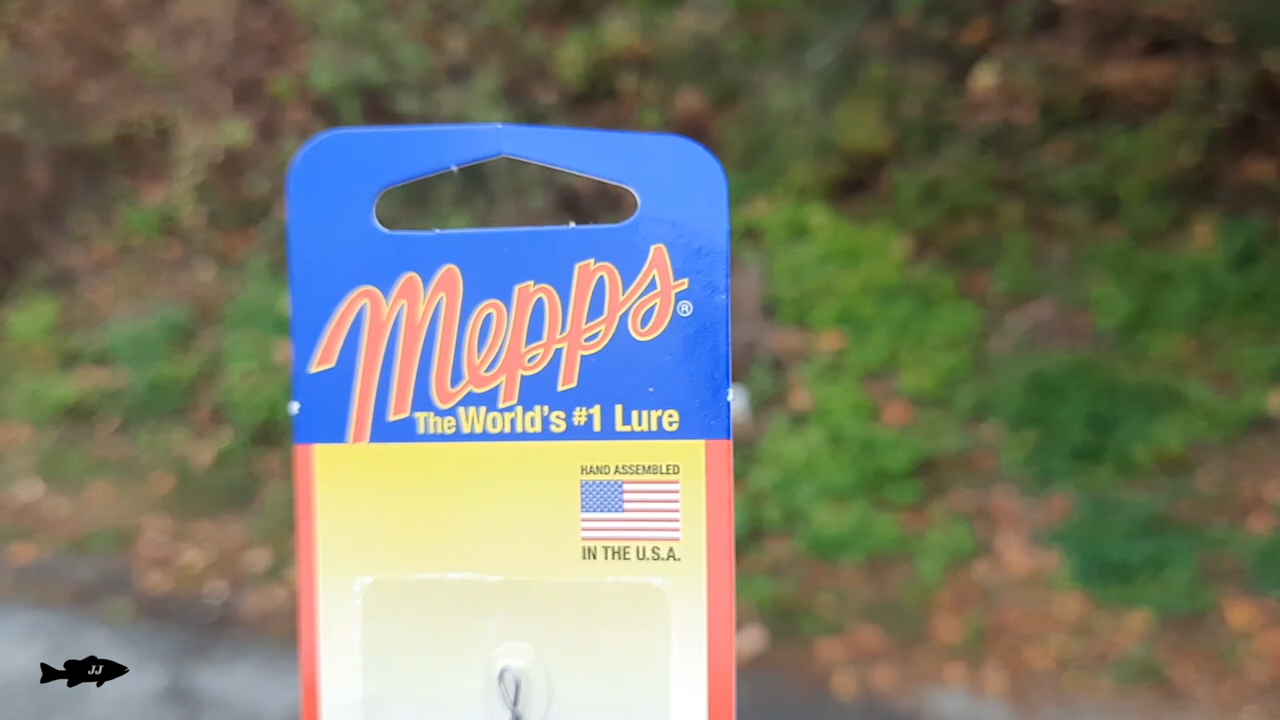 Mepps®
The World's #1 Lure
HAND ASSEMBLED
IN THE U.S.A.
JJ